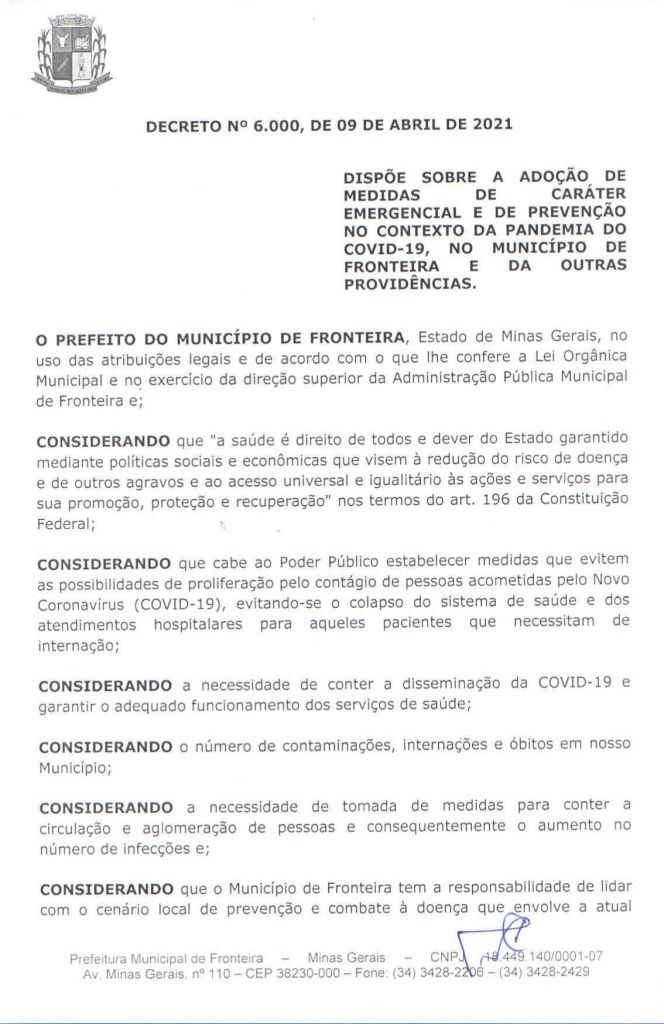 DECRETO Nº 6.000, DE 09 DE ABRIL DE 2021
DISPÕE SOBRE A ADOÇÃO DE
MEDIDAS DE CARÁTER
EMERGENCIAL E DE PREVENÇÃO
NO CONTEXTO DA PANDEMIA DO
COVID-19, NO MUNICÍPIO DE
FRONTEIRA E DA OUTRAS
PROVIDÊNCIAS.
O PREFEITO DO MUNICÍPIO DE FRONTEIRA, Estado de Minas Gerais, no
uso das atribuições legais e de acordo com o que lhe confere a Lei Orgânica
Municipal e no exercício da direção superior da Administração Pública Municipal
de Fronteira e;
CONSIDERANDO que "a saúde é direito de todos e dever do Estado garantido
mediante políticas sociais e econômicas que visem à redução do risco de doença
e de outros agravos e ao acesso universal e igualitário às ações e serviços para
sua promoção, proteção e recuperação" nos termos do art. 196 da Constituição
Federal;
CONSIDERANDO que cabe ao Poder Público estabelecer medidas que evitem
as possibilidades de proliferação pelo contágio de pessoas acometidas pelo Novo
Coronavírus (COVID-19), evitando-se o colapso do sistema de saúde e dos
atendimentos hospitalares para aqueles pacientes que necessitam de
internação;
CONSIDERANDO a necessidade de conter a disseminação da COVID-19 e
garantir o adequado funcionamento dos serviços de saúde;
CONSIDERANDO o número de contaminações, internações e óbitos em nosso
Município;
CONSIDERANDO a necessidade de tomada de medidas para conter a
circulação e aglomeração de pessoas e consequentemente o aumento no
número de infecções e;
CONSIDERANDO que o Município de Fronteira tem a responsabilidade de lidar
com o cenário local de prevenção e combate à doença que envolve a atual
Prefeitura Municipal de Fronteira – Minas Gerais – CNPJ 18.449.140/0001-07
Av. Minas Gerais, nº 110 – CEP 38230-000 – Fone: (34) 3428-2206 – (34) 3428-2429